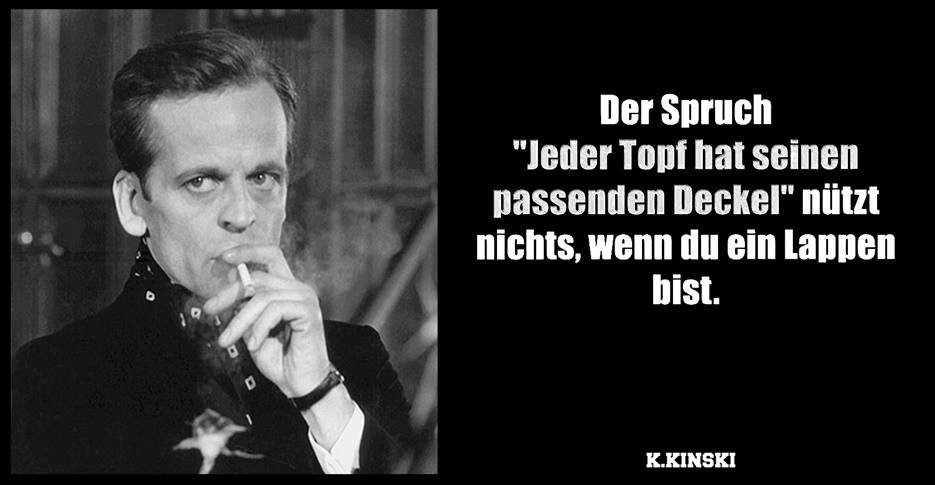 Der Spruch
"Jeder Topf hat seinen
passenden Deckel" nützt
nichts, wenn du ein Lappen
bist.
K.KINSKI